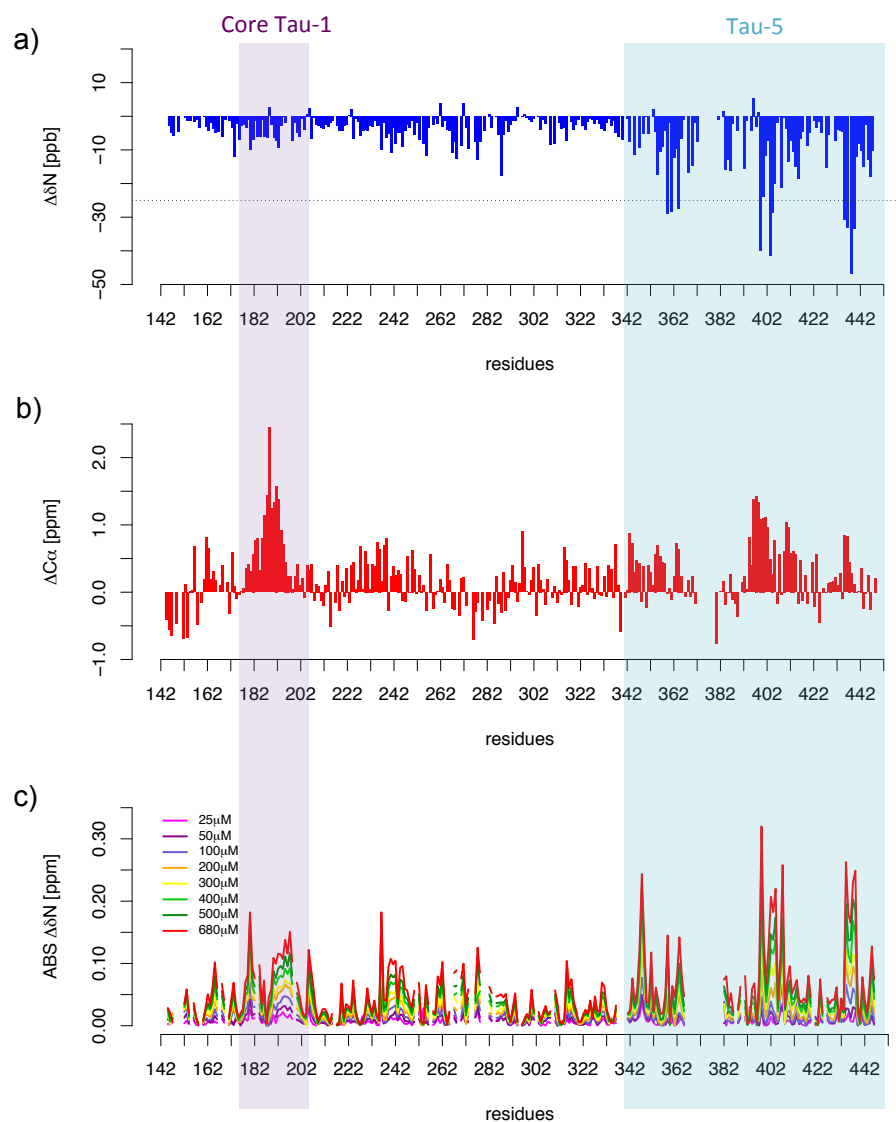 Core Tau-1 Tau-5
a)
10
−10
−30
−50
ΔδN [ppb]
142 162 182 202 222 242 262 282 302 322 342 362 382 402 422 442
residues
b)
2.0
1.0
0.0
−1.0
ΔCα [ppm]
142 162 182 202 222 242 262 282 302 322 342 362 382 402 422 442
residues
c)
0.30
0.20
0.10
0.00
ABS ΔδN [ppm]
25μM
50μM
100μM
200μM
300μM
400μM
500μM
680μM
142 162 182 202 222 242 262 282 302 322 342 362 382 402 422 442
residues